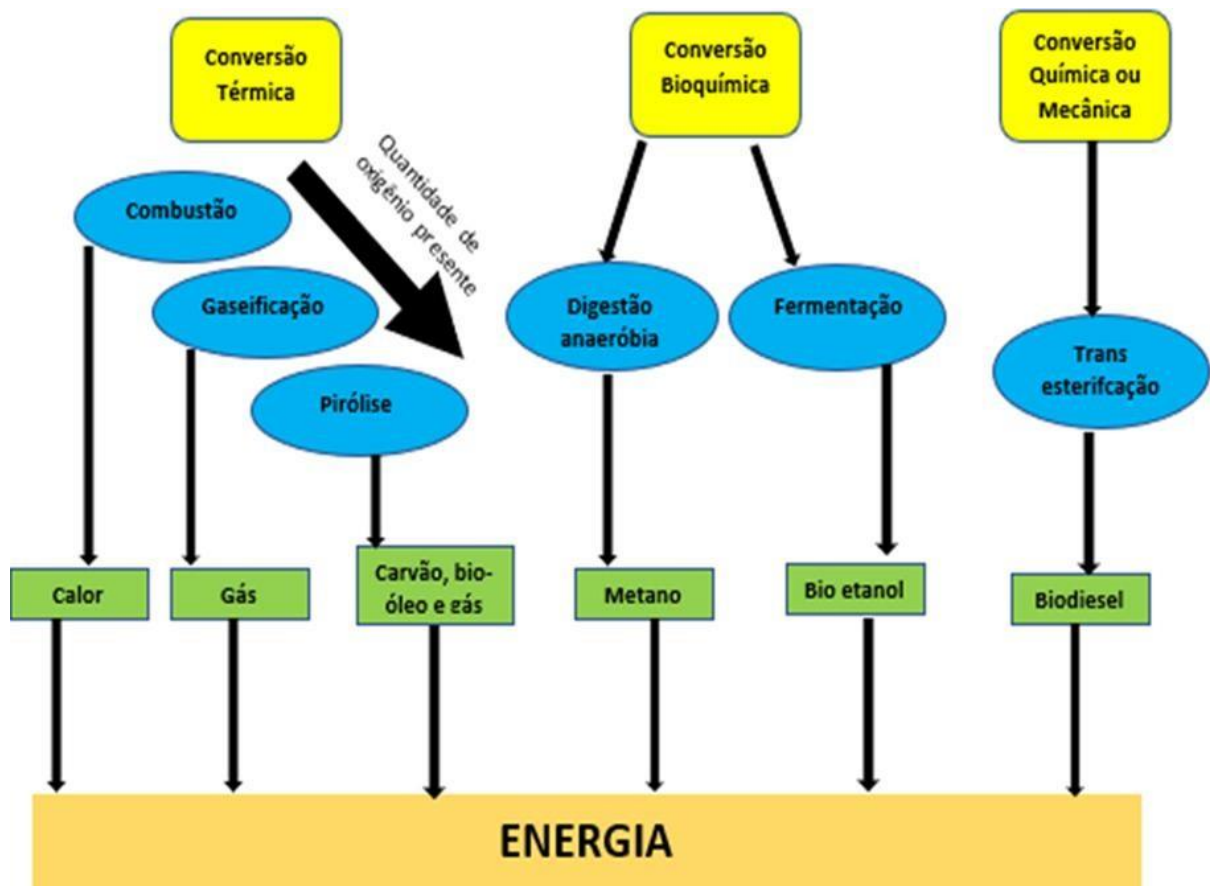 Conversão
Térmica
Conversão
Bioquímica
Conversão
Química ou
Mecânica
Quantidade de
oxigênio presente
Combustão
Gaseificação
Pirólise
Digestão
anaeróbia
Fermentação
Trans
esterifcação
Calor
Gás
Carvão, bio-
óleo e gás
Metano
Bio etanol
Biodiesel
ENERGIA